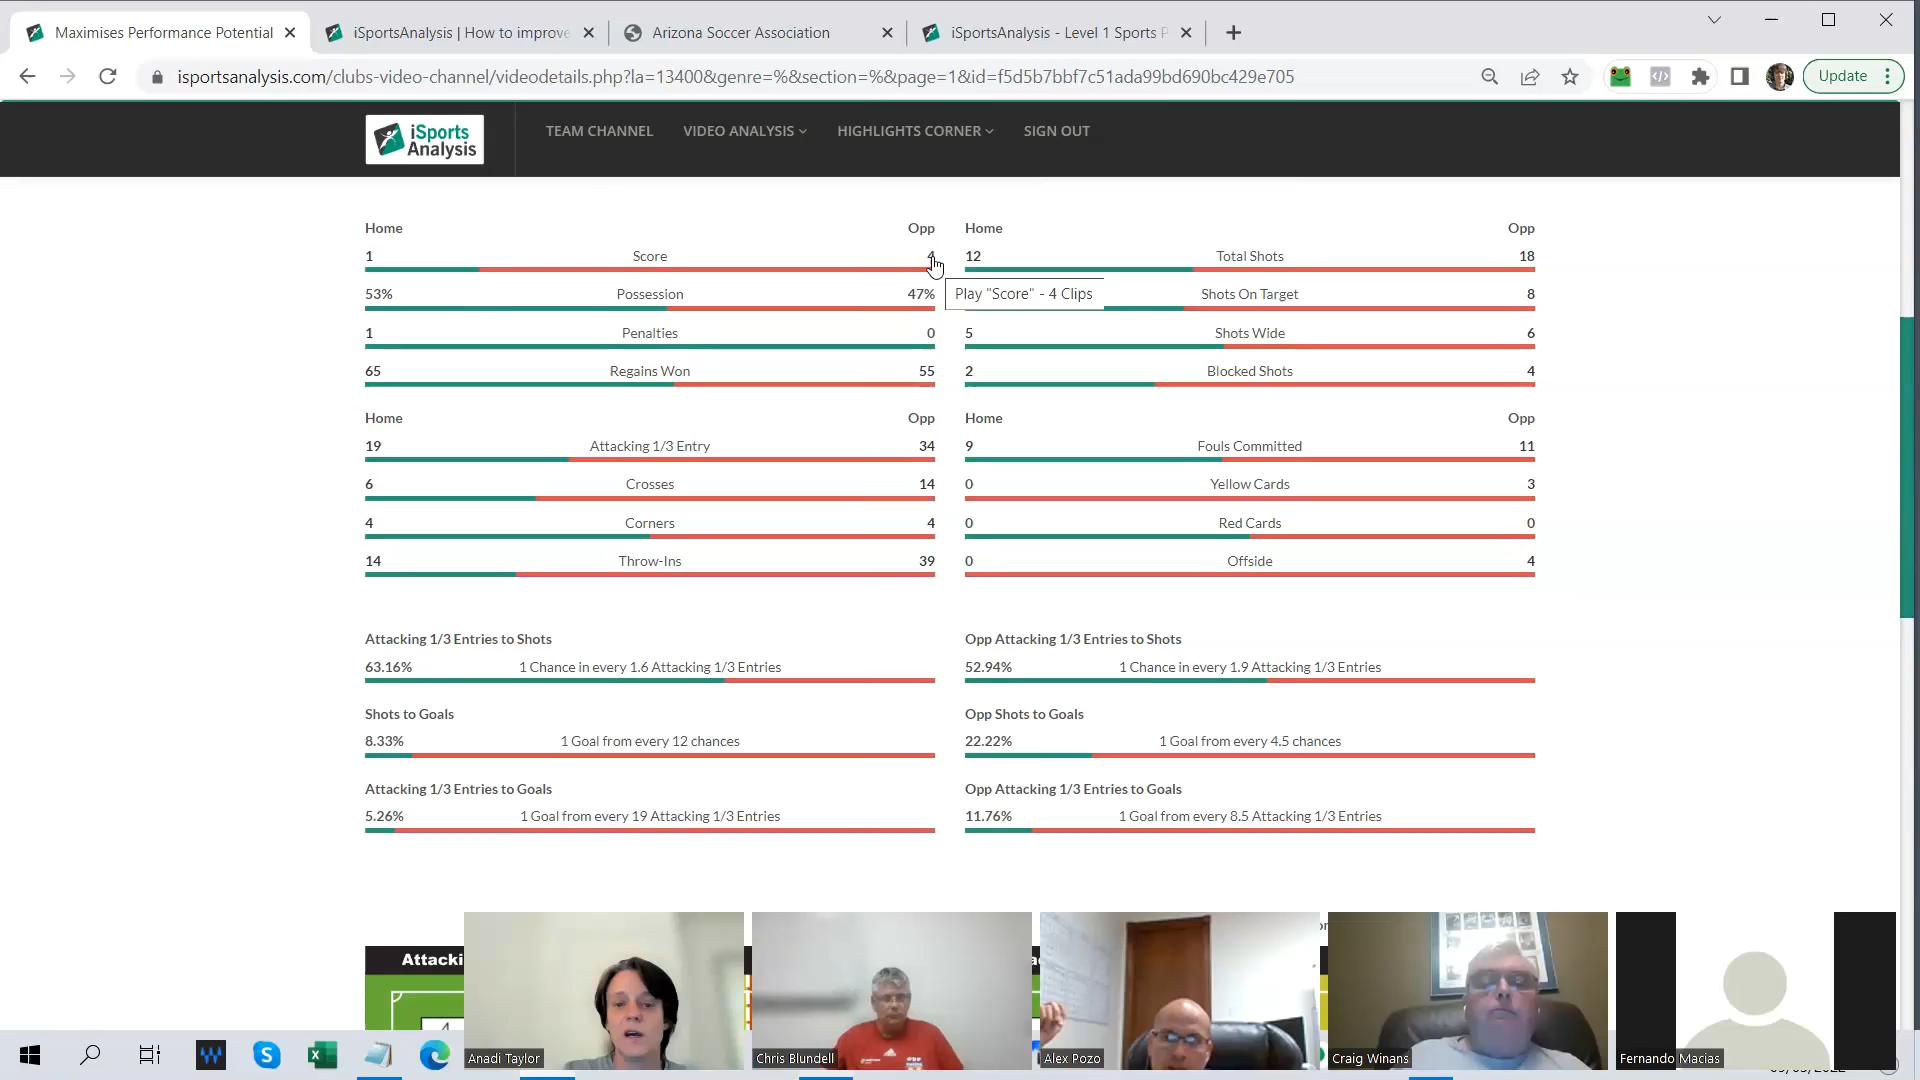 Maximises Performance Potential
iSportsAnalysis | How to improve
Arizona Soccer Association
iSportsAnalysis - Level 1 Sports P
isportsanalysis.com/clubs-video-channel/videodetails.php?la=13400&genre=%&section=%&page=1&id=f5d5b7bbf7c51ada99bd690bc429e705
Update
iSports
Analysis
TEAM CHANNEL
VIDEO ANALYSIS
HIGHLIGHTS CORNER
SIGN OUT
Home Opp
1 Score 4
53% Possession 47%
1 Penalties 0
65 Regains Won 55
Home Opp
12 Total Shots 18
Play "Score" - 4 Clips
Shots On Target 8
5 Shots Wide 6
2 Blocked Shots 4
Home Opp
19 Attacking 1/3 Entry 34
6 Crosses 14
4 Corners 4
14 Throw-Ins 39
Home Opp
9 Fouls Committed 11
0 Yellow Cards 3
0 Red Cards 0
0 Offside 4
Attacking 1/3 Entries to Shots
63.16% 1 Chance in every 1.6 Attacking 1/3 Entries
Opp Attacking 1/3 Entries to Shots
52.94% 1 Chance in every 1.9 Attacking 1/3 Entries
Shots to Goals
8.33% 1 Goal from every 12 chances
Opp Shots to Goals
22.22% 1 Goal from every 4.5 chances
Attacking 1/3 Entries to Goals
5.26% 1 Goal from every 19 Attacking 1/3 Entries
Opp Attacking 1/3 Entries to Goals
11.76% 1 Goal from every 8.5 Attacking 1/3 Entries
Attacki
4
Anadi Taylor
Chris Blundell
Alex Pozo
Craig Winans
Fernando Macias